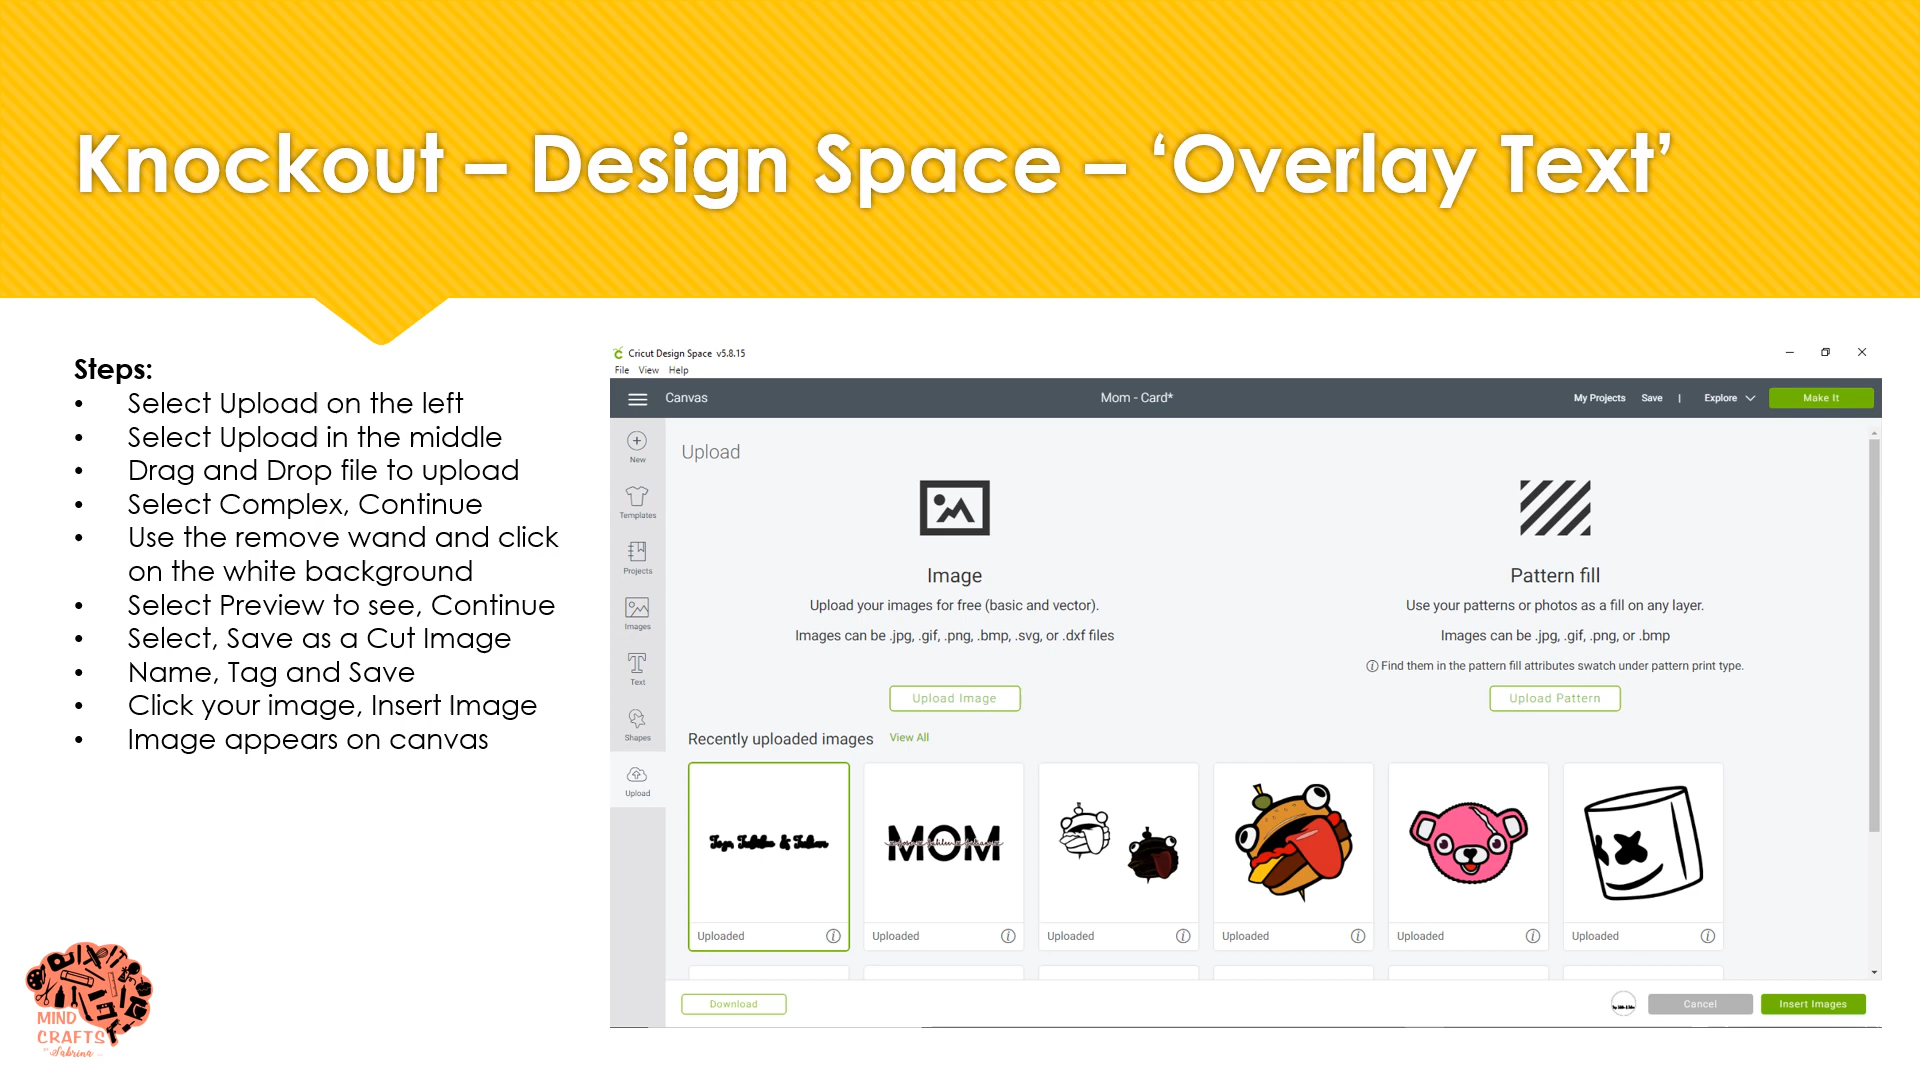 Knockout – Design Space – ‘Overlay Text’
Steps:
• Select Upload on the left
• Select Upload in the middle
• Drag and Drop file to upload
• Select Complex, Continue
• Use the remove wand and click
on the white background
• Select Preview to see, Continue
• Select, Save as a Cut Image
• Name, Tag and Save
• Click your image, Insert Image
• Image appears on canvas
Cricut Design Space v5.8.15
File View Help
Canvas
Mom - Card*
My Projects Save | Explore
Make It
New
Templates
Projects
Images
Text
Shapes
Upload
Upload
Image
Upload your images for free (basic and vector).
Images can be .jpg, .gif, .png, .bmp, .svg, or .dxf files
Upload Image
Pattern fill
Use your patterns or photos as a fill on any layer.
Images can be .jpg, .gif, .png, or .bmp
Find them in the pattern fill attributes swatch under pattern print type.
Upload Pattern
Recently uploaded images View All
MOM
Uploaded
Uploaded
Uploaded
Uploaded
Uploaded
Uploaded
Download
Cancel
Insert Images
MIND
CRAFTS
BY Sabrina